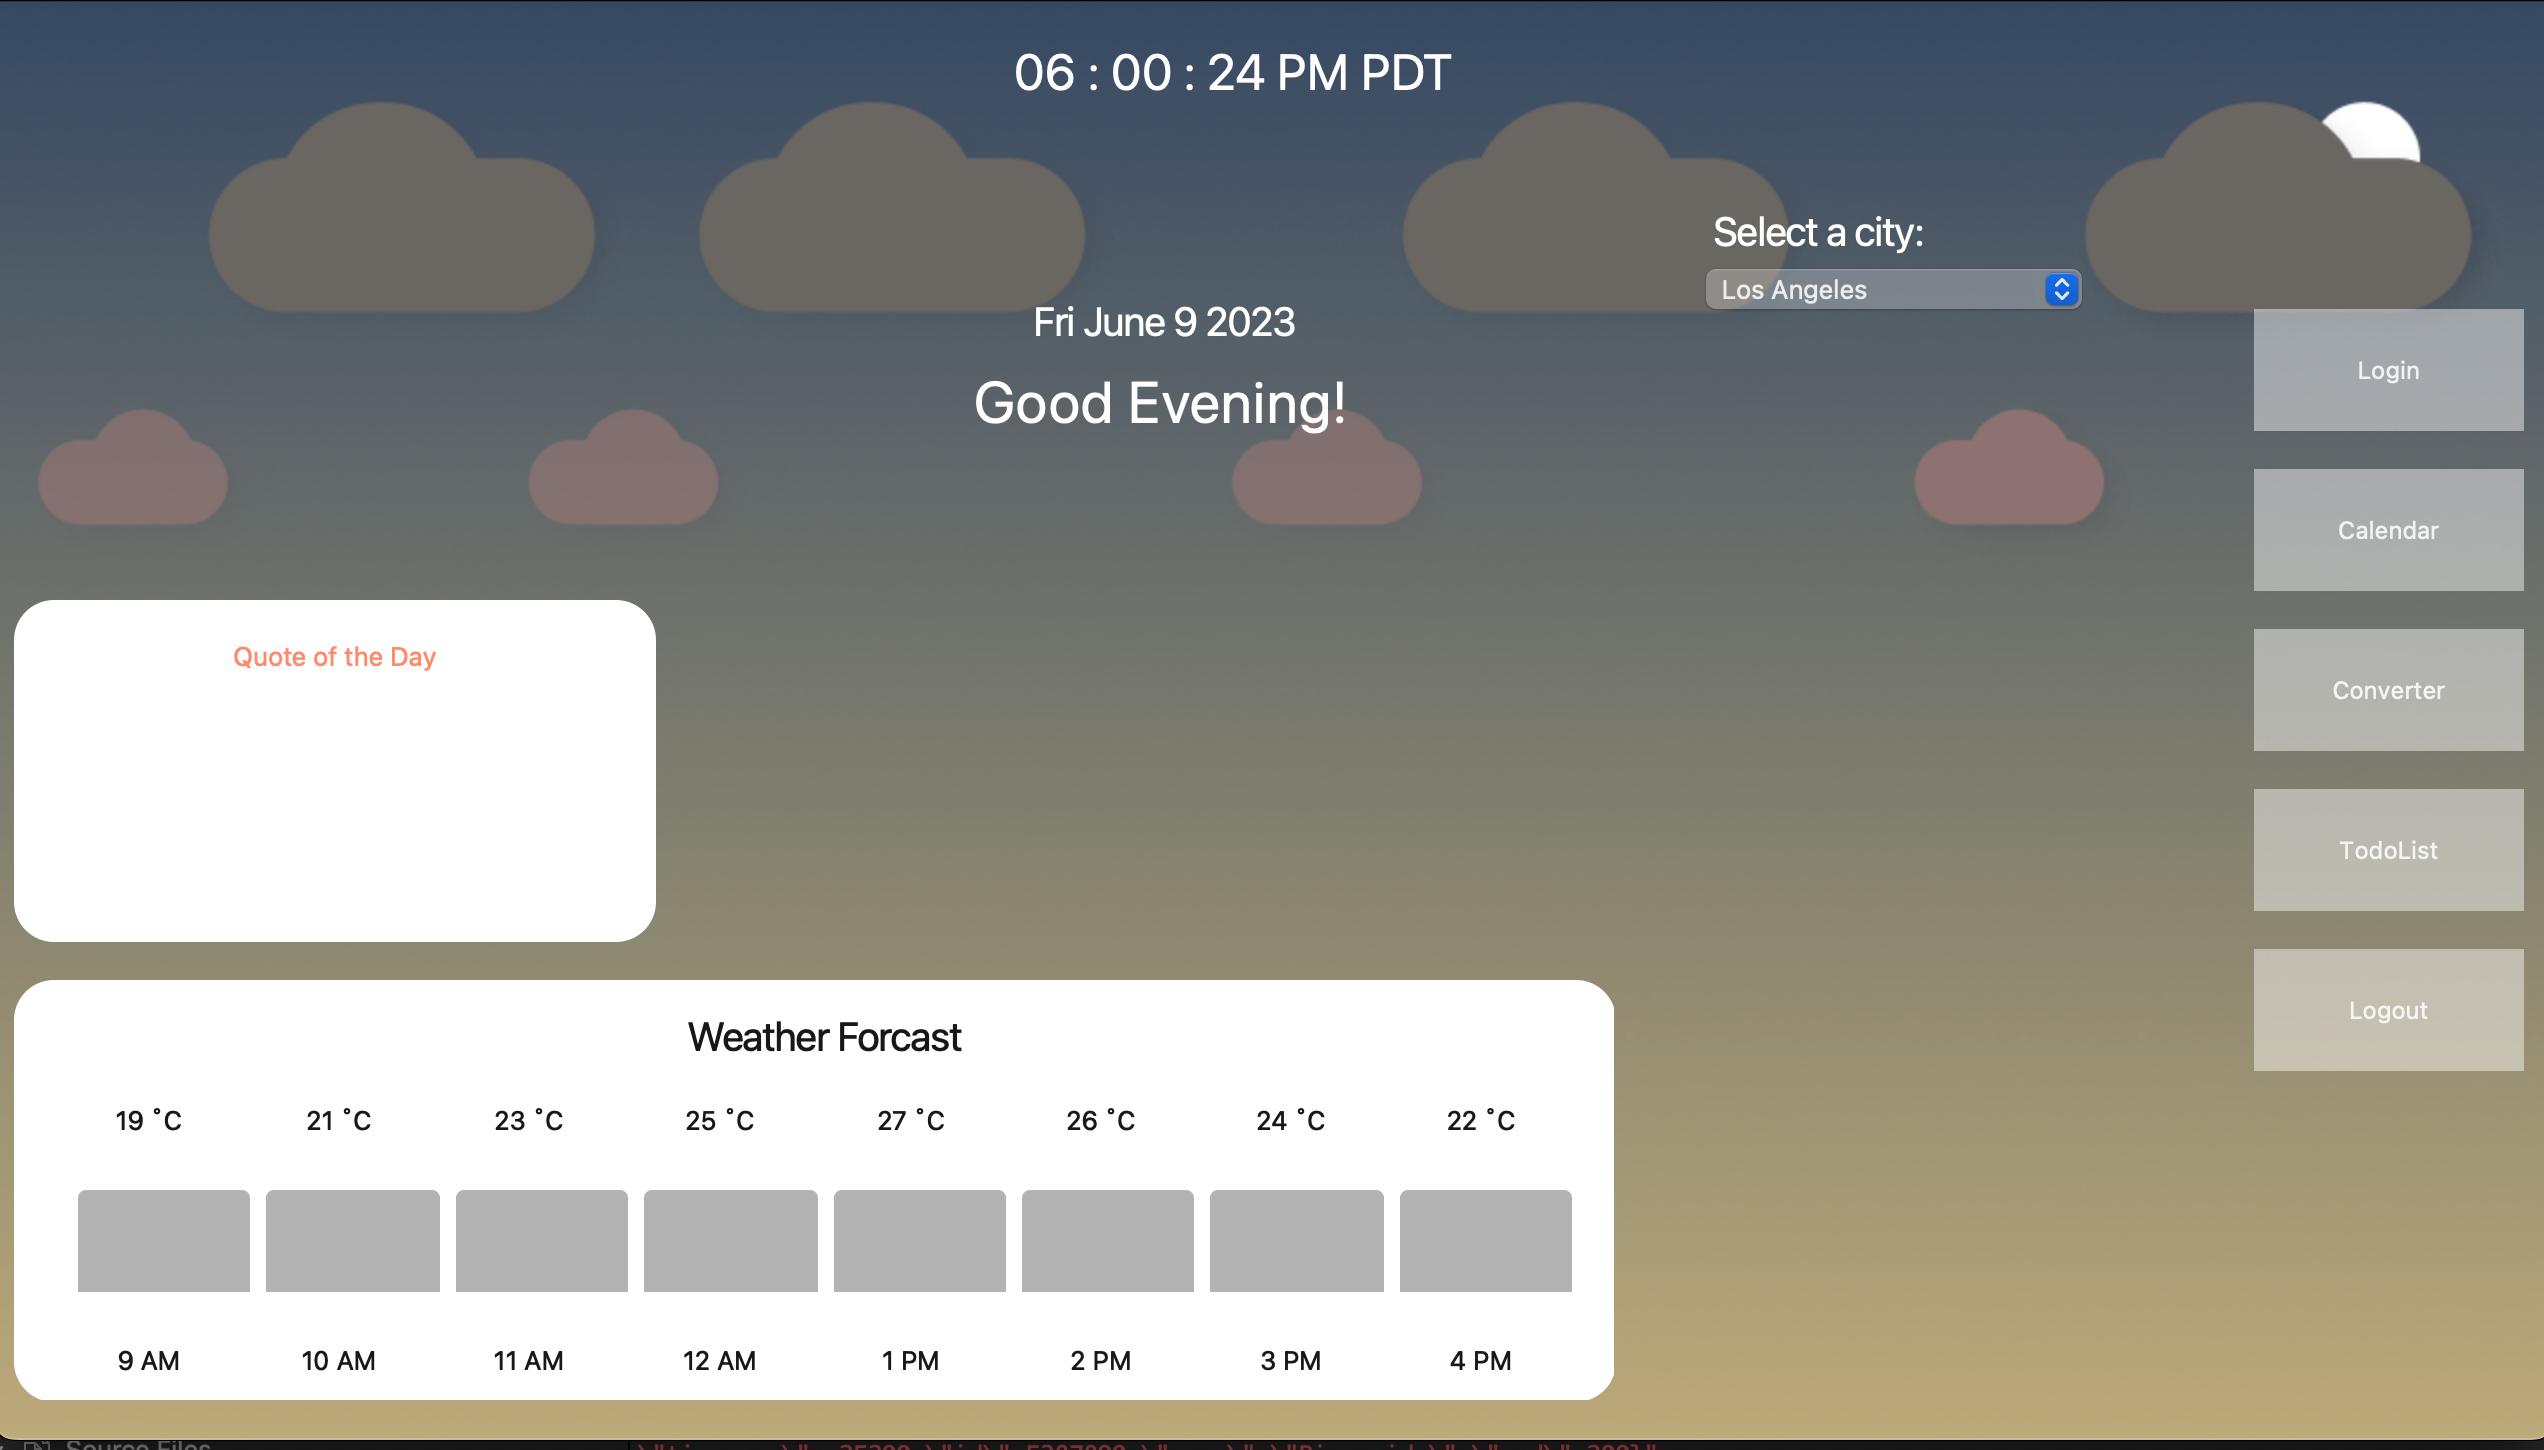 06 : 00 : 24 PM PDT
Select a city:
Los Angeles
Fri June 9 2023
Good Evening!
Login
Calendar
Converter
TodoList
Logout
Quote of the Day
Weather Forcast
19 °C 21 °C 23 °C 25 °C 27 °C 26 °C 24 °C 22 °C
9 AM 10 AM 11 AM 12 AM 1 PM 2 PM 3 PM 4 PM
Source Files